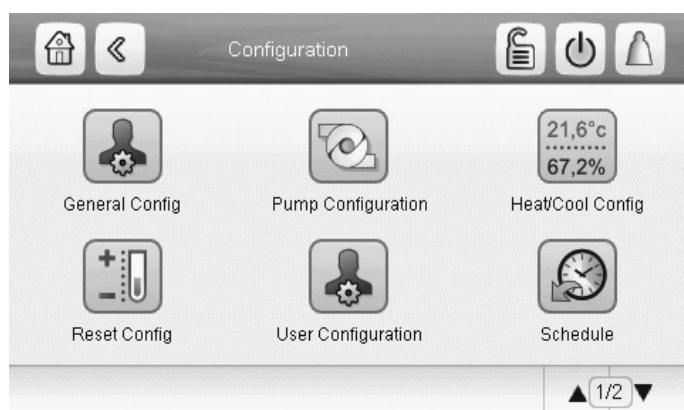 Configuration
21,6°c
67,2%
General Config
Pump Configuration
Heat/Cool Config
Reset Config
User Configuration
Schedule
1/2